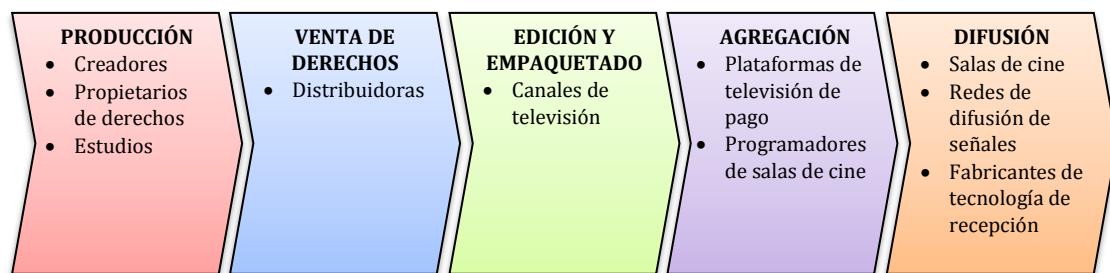 PRODUCCIÓN
• Creadores
• Propietarios
de derechos
• Estudios
VENTA DE
DERECHOS
• Distribuidoras
EDICIÓN Y
EMPAQUETADO
• Canales de
televisión
AGREGACIÓN
• Plataformas de
televisión de
pago
• Programadores
de salas de cine
DIFUSIÓN
• Salas de cine
• Redes de
difusión de
señales
• Fabricantes de
tecnología de
recepción